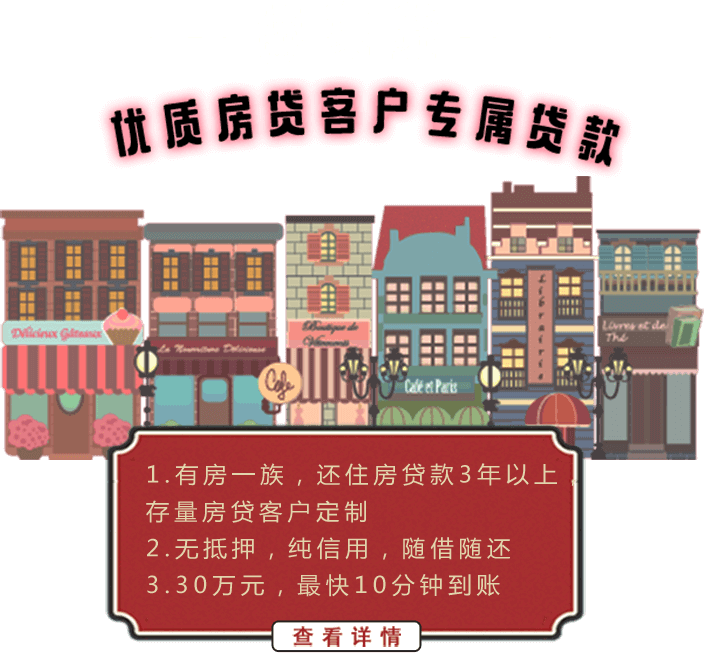 优质房贷客户专属贷款
Délicieux Gâteaux
La Nourriture Délicieuse
Boutique de
Vêtements
Cafe
Café et Paris
Librairie
Livres et de
Thé
1.有房一族，还住房贷款3年以上，
存量房贷客户定制
2.无抵押，纯信用，随借随还
3.30万元，最快10分钟到账
查看详情